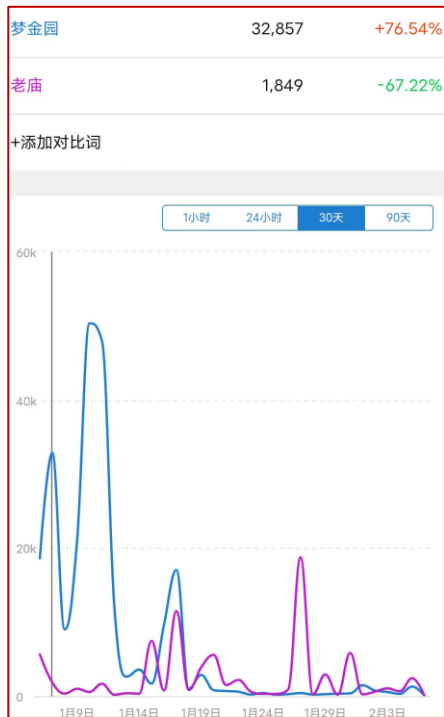 梦金园 32,857 +76.54%
老庙 1,849 -67.22%
+添加对比词
1小时 24小时 30天 90天
60k
40k
20k
0
1月9日 1月14日 1月19日 1月24日 1月29日 2月3日